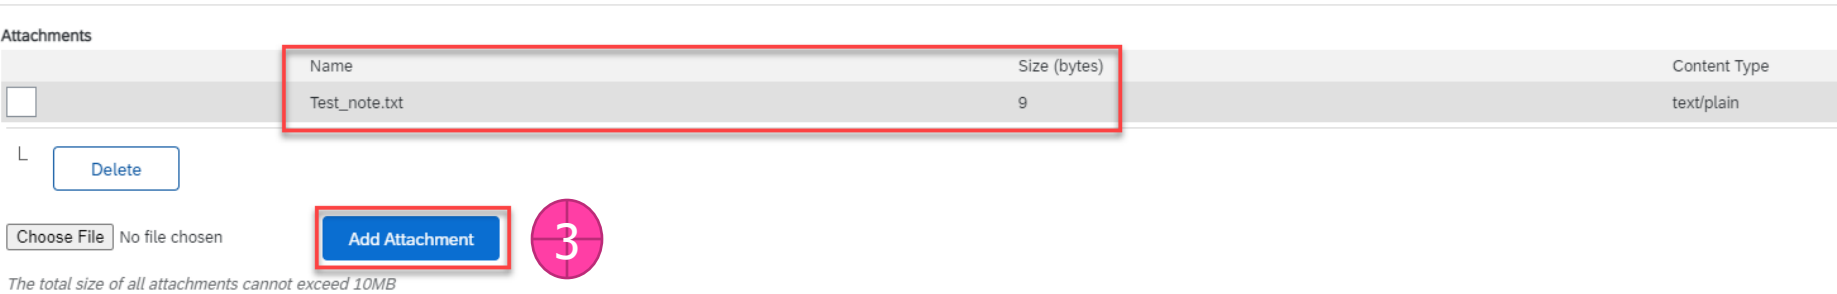 Attachments
Name Size (bytes) Content Type
Test_note.txt 9 text/plain
Delete
Choose File No file chosen Add Attachment 3
The total size of all attachments cannot exceed 10MB